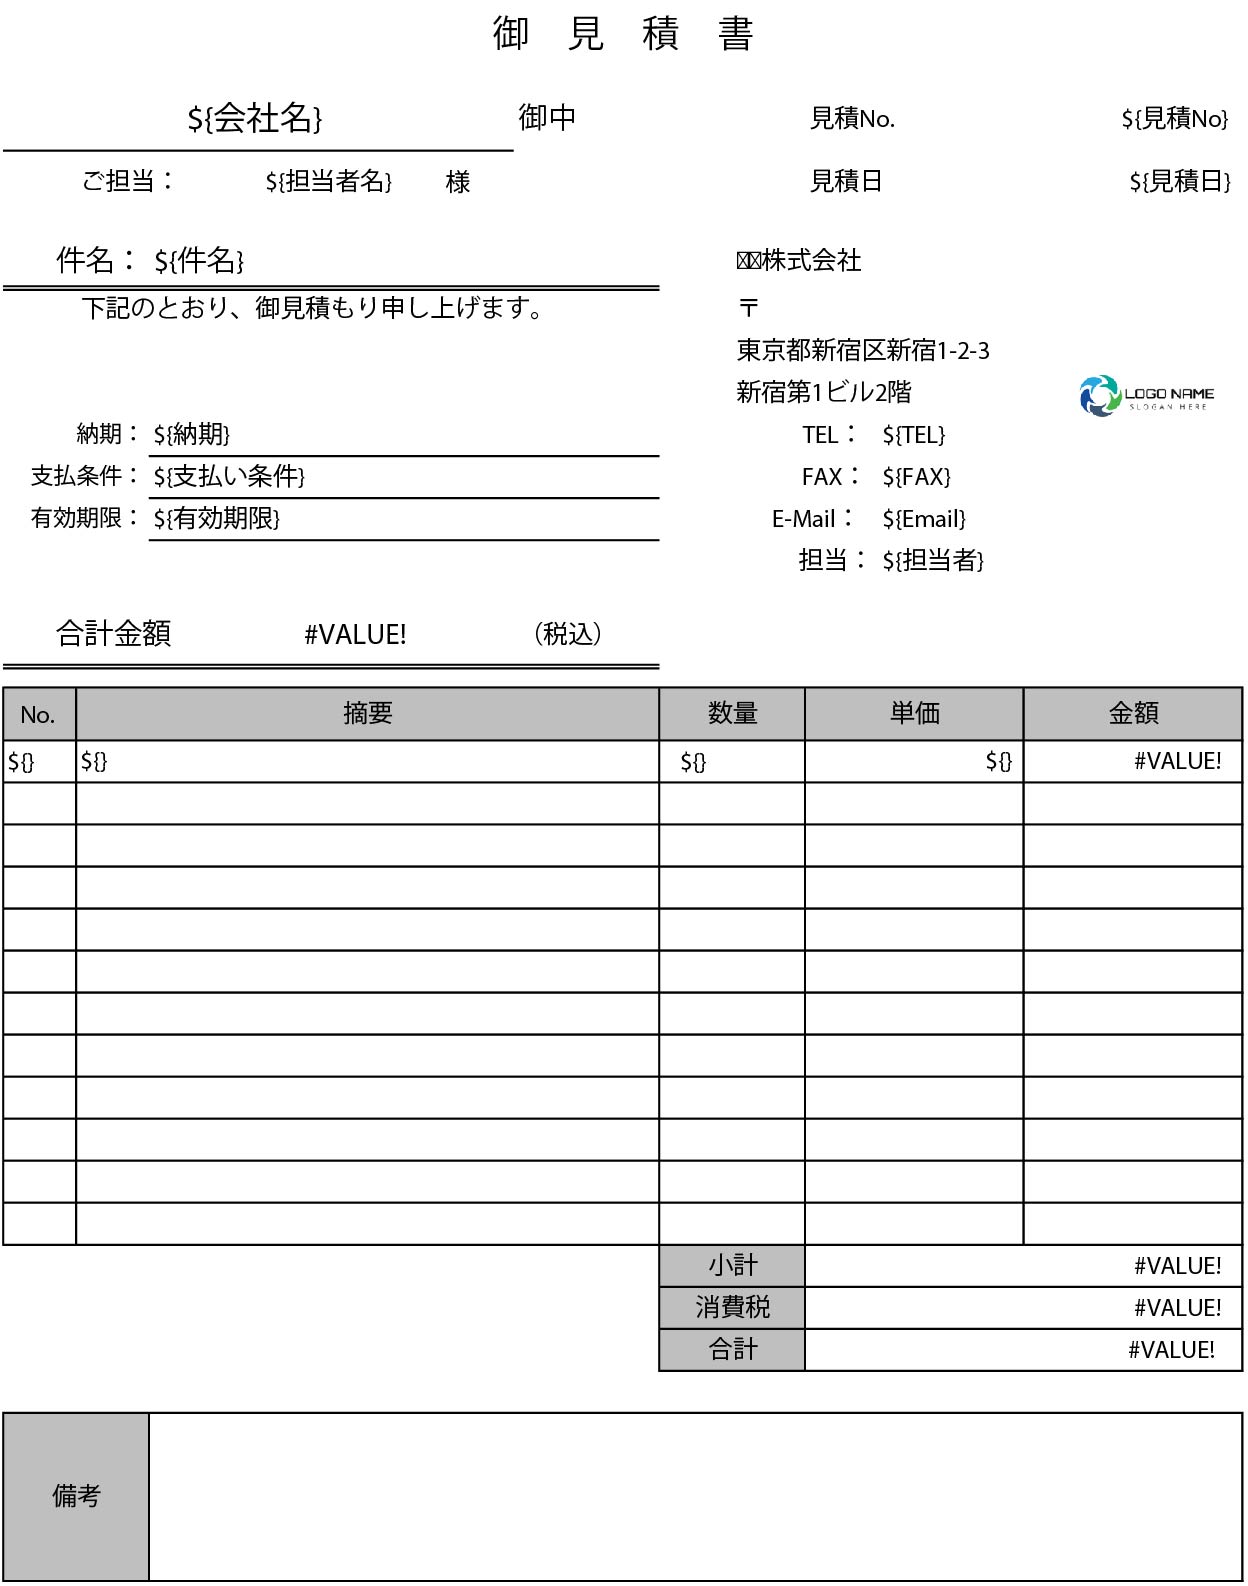 御 見 積 書
${会社名} 御中 見積No. ${見積No}
ご担当： ${担当者名} 様 見積日 ${見積日}
件名： ${件名} 株式会社
下記のとおり、御見積もり申し上げます。 〒
東京都新宿区新宿1-2-3
新宿第1ビル2階
LOGO NAME
SLOGAN HERE
納期： ${納期} TEL： ${TEL}
支払条件： ${支払い条件} FAX： ${FAX}
有効期限： ${有効期限} E-Mail： ${Email}
担当： ${担当者}
合計金額 #VALUE! （税込）
No. 摘要 数量 単価 金額
${} ${} ${} ${} #VALUE!
小計 #VALUE!
消費税 #VALUE!
合計 #VALUE!
備考